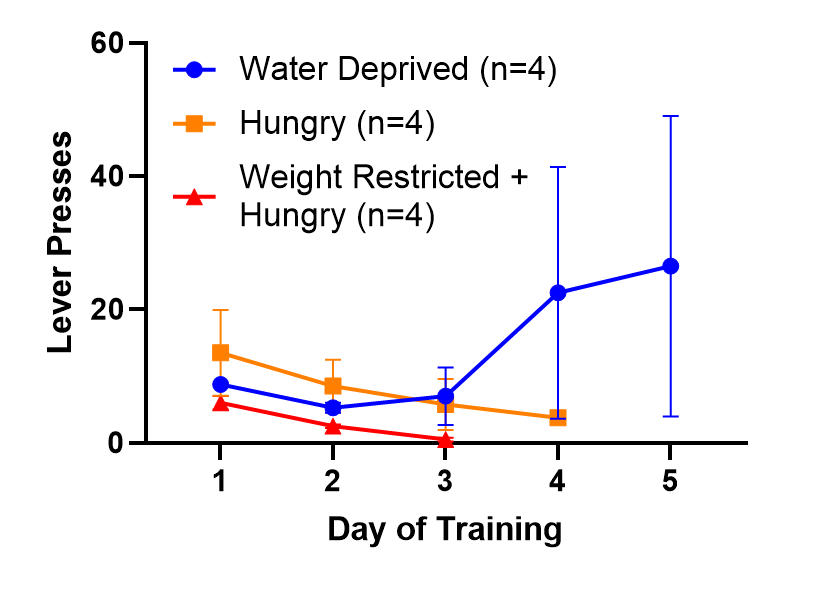 60
Water Deprived (n=4)
Hungry (n=4)
Weight Restricted +
Hungry (n=4)
40
20
0
Lever Presses
1 2 3 4 5
Day of Training